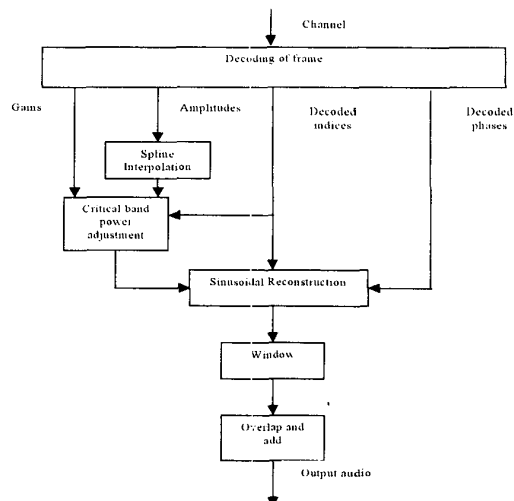 Channel
Decoding of frame
Gains
Amplitudes
Decoded
indices
Decoded
phases
Spline
Interpolation
Critical band
power
adjustment
Sinusoidal Reconstruction
Window
Overlap and
add
Output audio